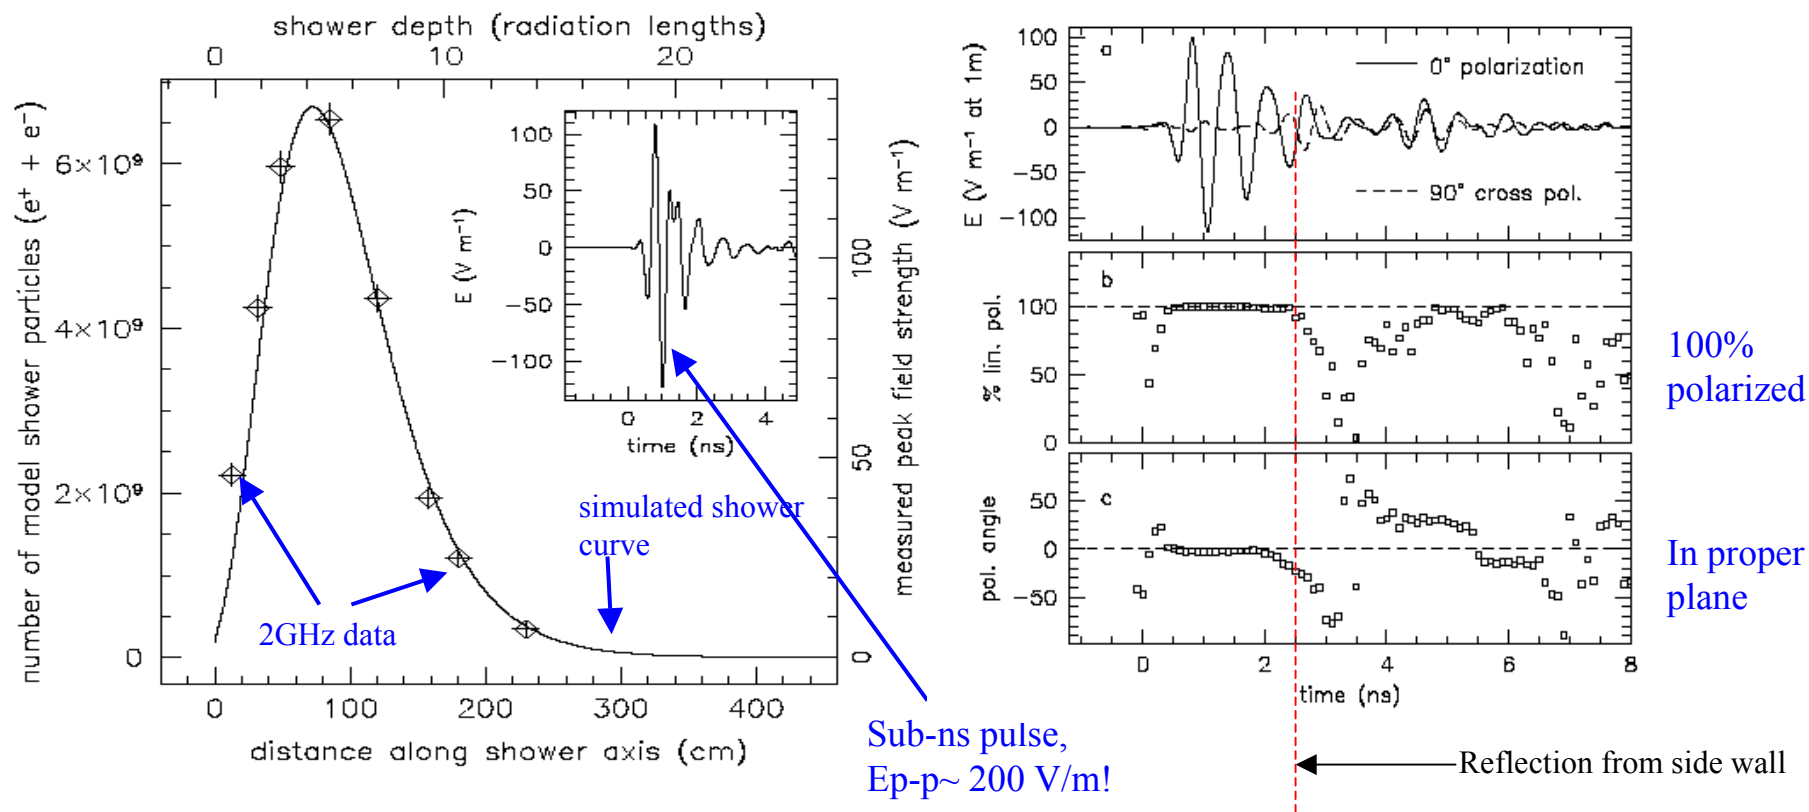 shower depth (radiation lengths)
0 10 20
number of model shower particles (e⁺ + e⁻)
6×10⁹
4×10⁹
2×10⁹
0
E (V m⁻¹)
100
50
0
−50
−100
0 2 4
time (ns)
measured peak field strength (V m⁻¹)
100
50
0
simulated shower
curve
2GHz data
0 100 200 300 400
distance along shower axis (cm)
Sub-ns pulse,
Ep-p~ 200 V/m!
E (V m⁻¹ at 1m)
100
50
0
−50
−100
a
0° polarization
90° cross pol.
% lin. pol.
100
50
0
b
100%
polarized
pol. angle
50
0
−50
c
In proper
plane
0 2 4 6 8
time (ns)
Reflection from side wall